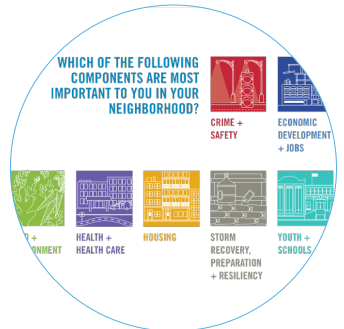 WHICH OF THE FOLLOWING
COMPONENTS ARE MOST
IMPORTANT TO YOU IN YOUR
NEIGHBORHOOD?
CRIME +
SAFETY
ECONOMIC
DEVELOPMENT
+ JOBS
+
HEALTH +
HEALTH CARE
HOUSING
STORM
RECOVERY,
PREPARATION
+ RESILIENCY
YOUTH +
SCHOOLS